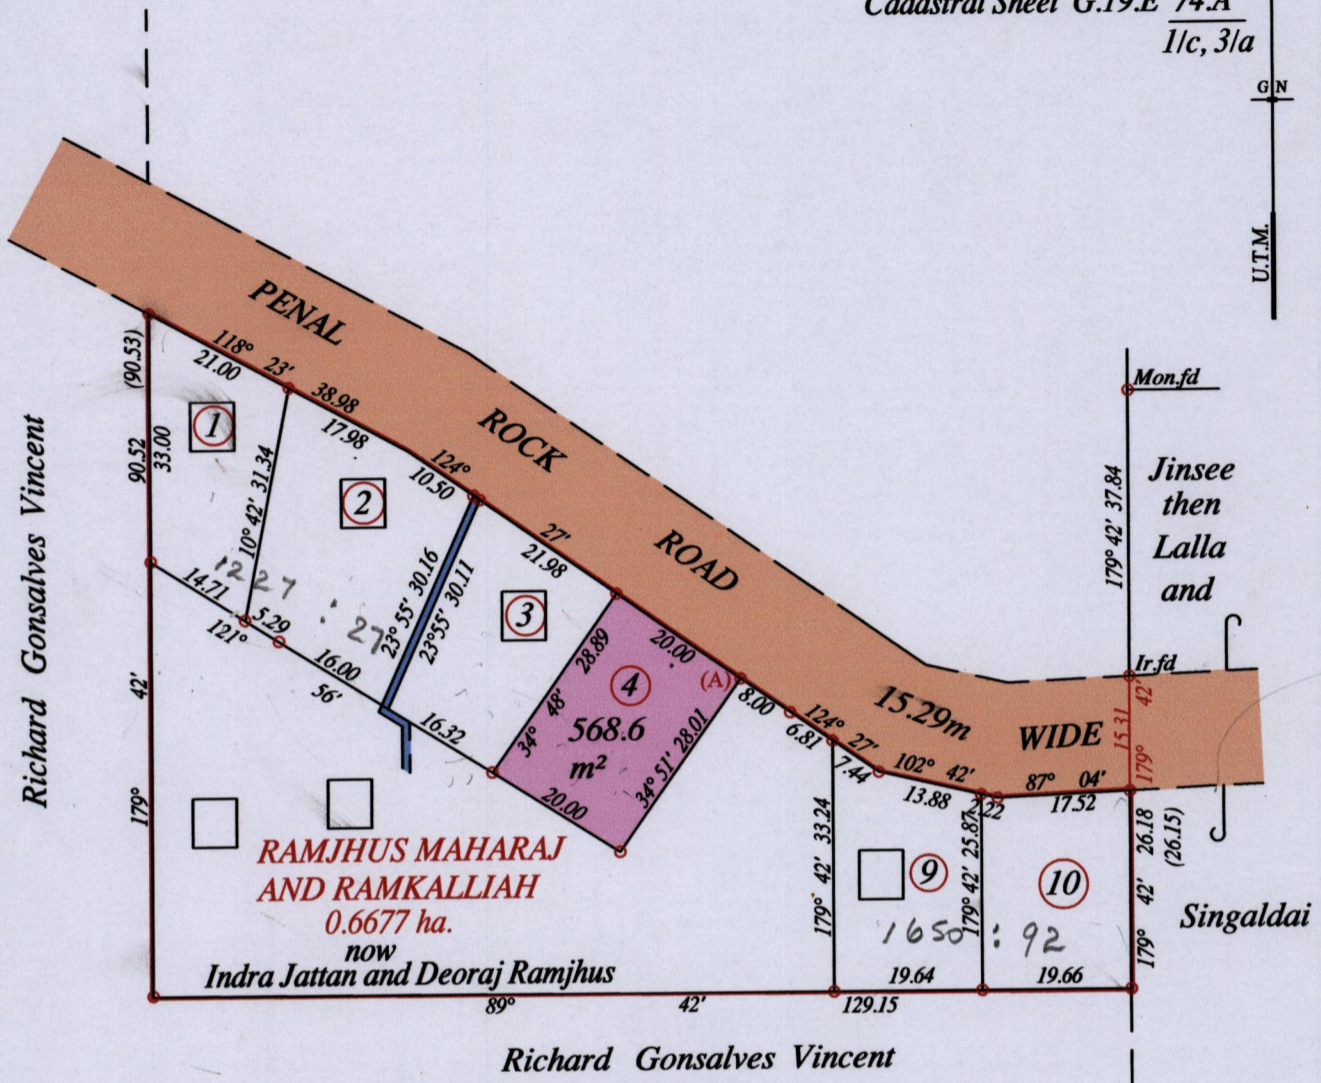 Cadastral Sheet G.19.E 74.A
1/c, 3/a
G N
U.T.M.
PENAL
ROCK
ROAD
15.29m
WIDE
118° 23'
21.00
38.98
17.98
124° 27'
10.50
21.98
20.00
(A)
8.00
6.81
124° 27'
7.44
102° 42'
13.88
2.22
87° 04'
17.52
Mon.fd
179° 42' 37.84
Jinsee
then
Lalla
and
Ir.fd
179° 42'
15.31
(90.53)
90.52
33.00
Richard Gonsalves Vincent
179° 42'
1
10° 42' 31.34
2
23° 55' 30.16
23°55' 30.11
3
34° 48' 28.89
4
568.6
m²
34° 51' 28.01
20.00
14.71
5.29
121° 56'
16.00
16.32
1227 : 27
RAMJHUS MAHARAJ
AND RAMKALLIAH
0.6677 ha.
now
Indra Jattan and Deoraj Ramjhus
179° 42' 33.24
9
179° 42' 25.87
10
1650 : 92
19.64
19.66
179° 42' 26.18
(26.15)
Singaldai
89° 42' 129.15
Richard Gonsalves Vincent